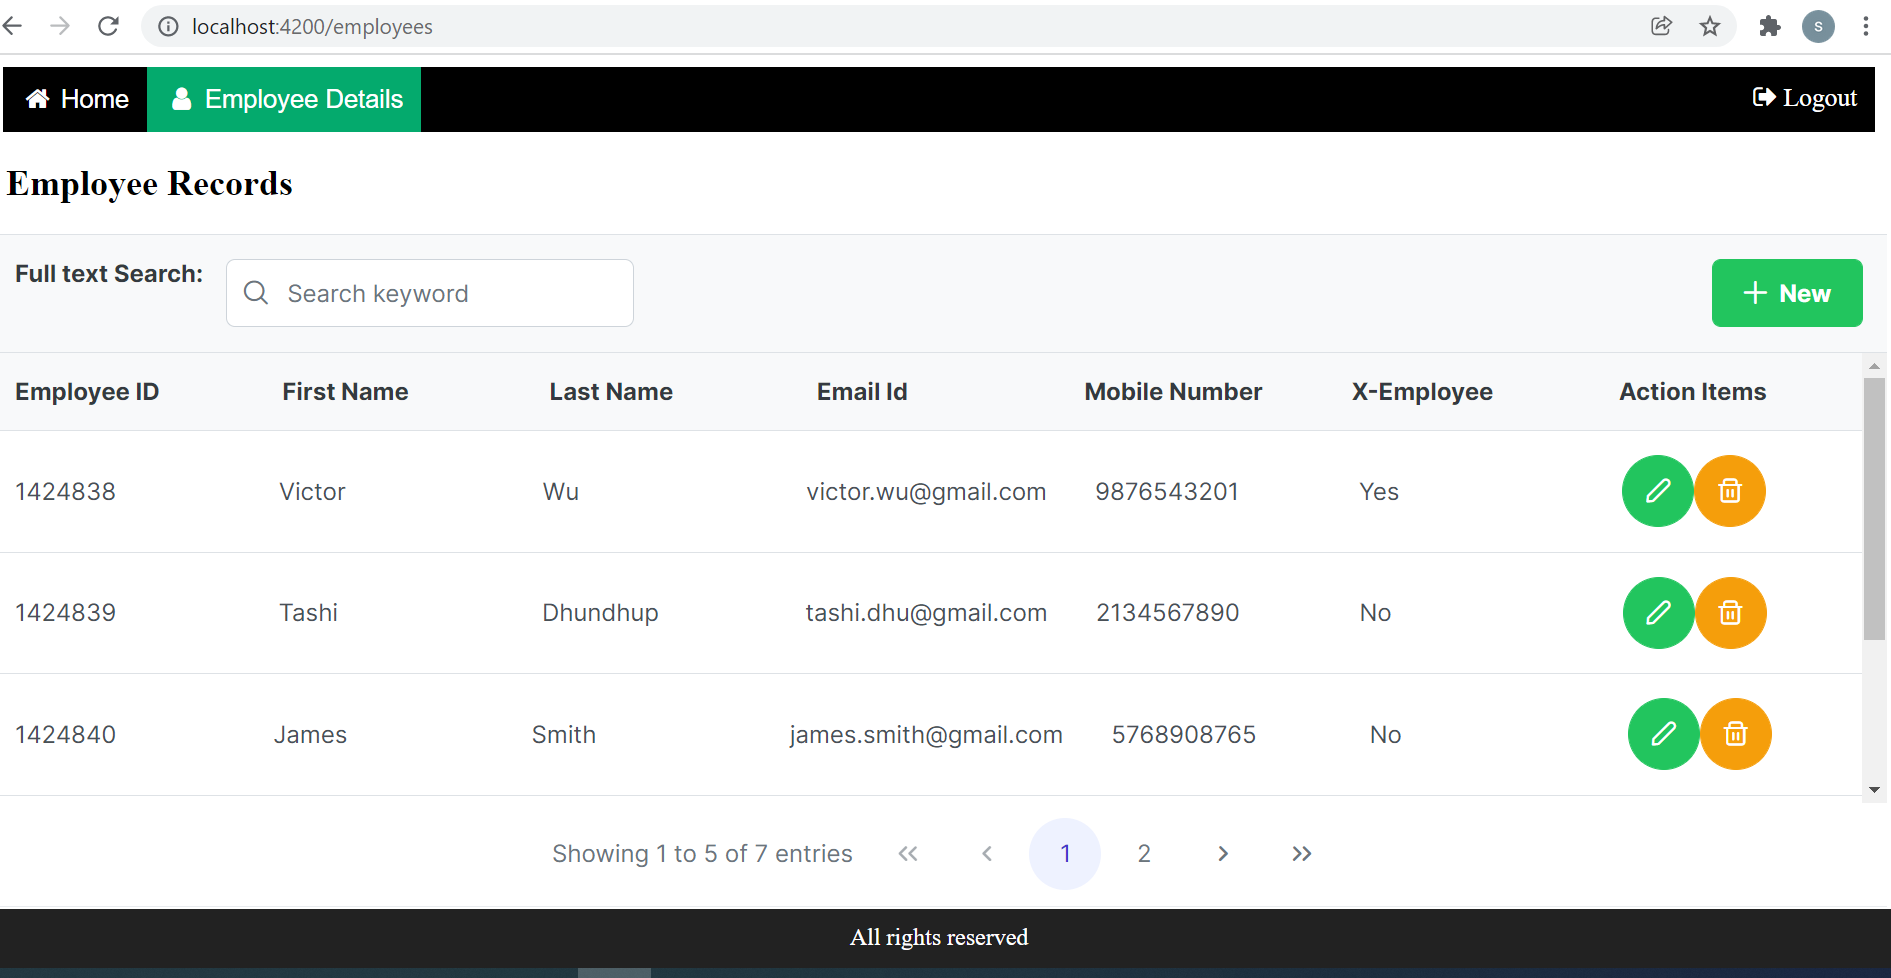 localhost:4200/employees
S
Home Employee Details Logout
Employee Records
Full text Search: Search keyword New
Employee ID First Name Last Name Email Id Mobile Number X-Employee Action Items
1424838 Victor Wu victor.wu@gmail.com 9876543201 Yes
1424839 Tashi Dhundhup tashi.dhu@gmail.com 2134567890 No
1424840 James Smith james.smith@gmail.com 5768908765 No
Showing 1 to 5 of 7 entries 1 2
All rights reserved